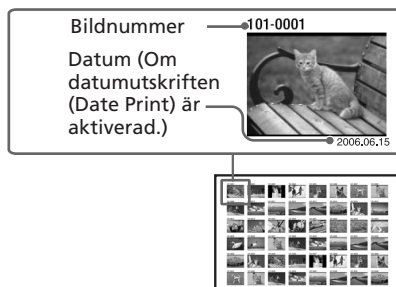 Bildnummer
101-0001
Datum (Om
datumutskriften
(Date Print) är
aktiverad.)
2006.06.15